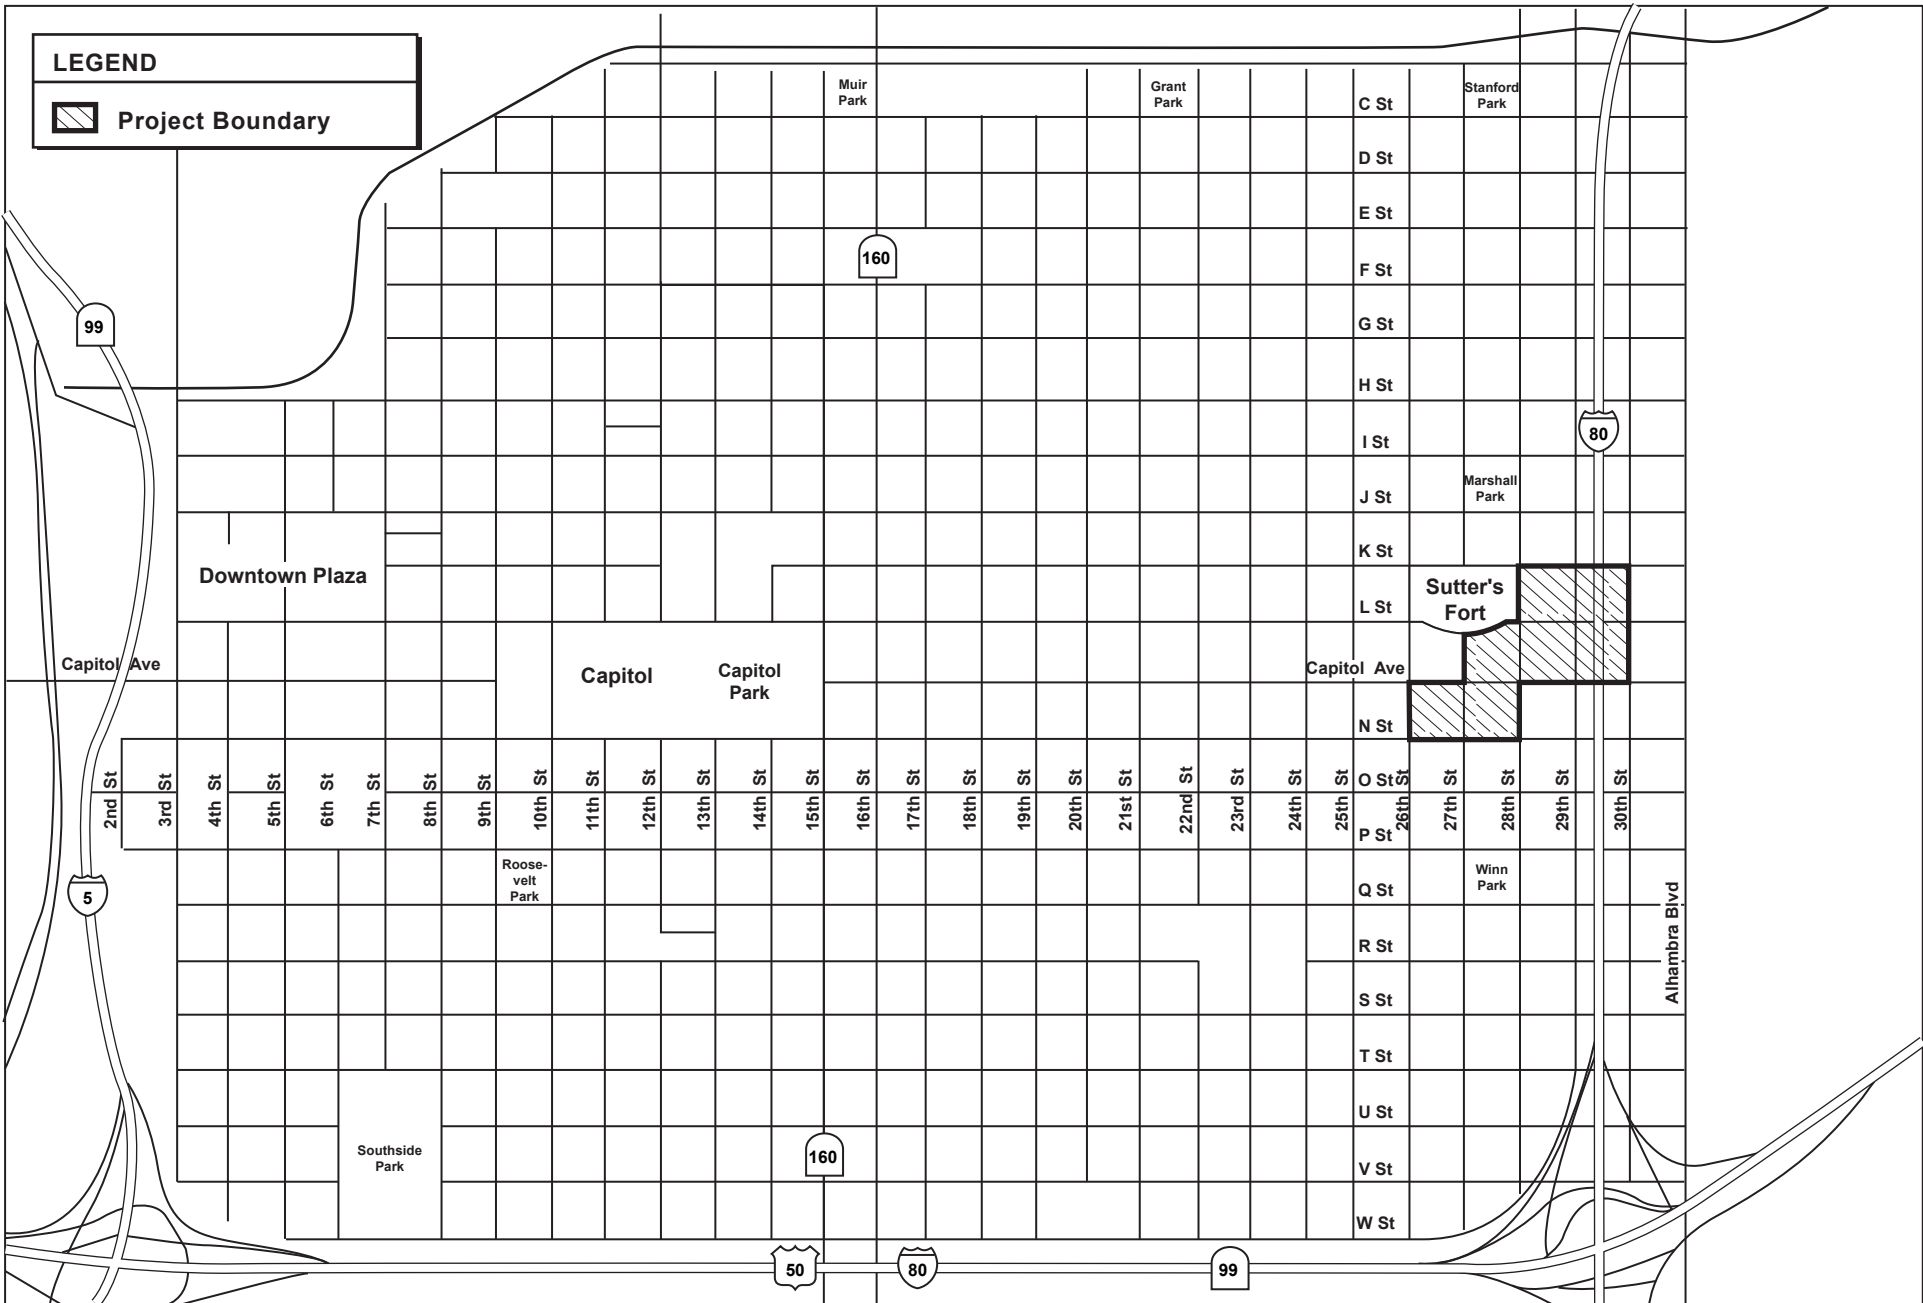 LEGEND
Project Boundary
Muir
Park
Grant
Park
Stanford
Park
C St
D St
E St
160
F St
99
G St
H St
80
I St
Marshall
Park
J St
K St
Downtown Plaza
Sutter's
Fort
L St
Capitol Ave
Capitol
Capitol
Park
Capitol Ave
N St
2nd St
3rd St
4th St
5th St
6th St
7th St
8th St
9th St
10th St
11th St
12th St
13th St
14th St
15th St
16th St
17th St
18th St
19th St
20th St
21st St
22nd St
23rd St
24th St
25th St
O St
26th St
27th St
28th St
29th St
30th St
P St
Roose-
velt
Park
Winn
Park
Q St
5
Alhambra Blvd
R St
S St
T St
U St
Southside
Park
160
V St
W St
50
80
99